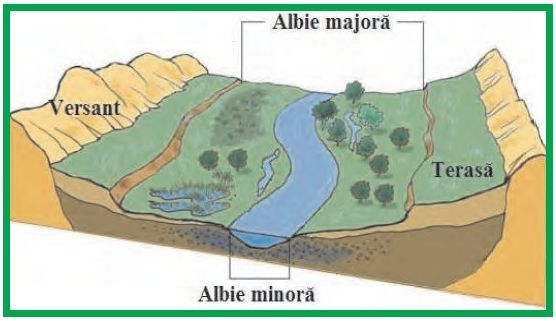 Albie majoră
Versant
Terasă
Albie minoră